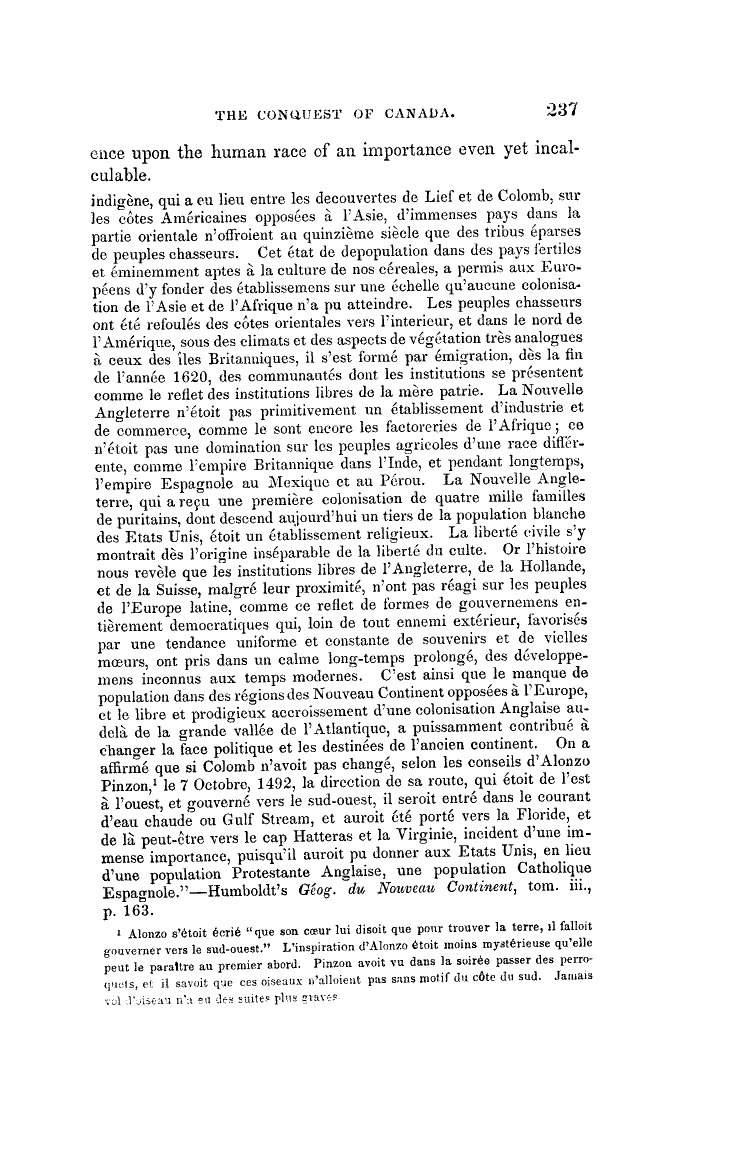 THE CONQUEST OF CANADA. 237
ence upon the human race of an importance even yet incal-
culable.
indigène, qui a eu lieu entre les decouvertes de Lief et de Colomb, sur
les côtes Américaines opposées à l'Asie, d'immenses pays dans la
partie orientale n'offroient au quinzième siècle que des tribus éparses
de peuples chasseurs. Cet état de depopulation dans des pays fertiles
et éminemment aptes à la culture de nos céreales, a permis aux Euro-
péens d'y fonder des établissemens sur une échelle qu'aucune colonisa-
tion de l'Asie et de l'Afrique n'a pu atteindre. Les peuples chasseurs
ont été refoulés des côtes orientales vers l'interieur, et dans le nord de
l'Amérique, sous des climats et des aspects de végétation très analogues
à ceux des îles Britanniques, il s'est formé par émigration, dès la fin
de l'année 1620, des communautés dont les institutions se présentent
comme le reflet des institutions libres de la mère patrie. La Nouvelle
Angleterre n'étoit pas primitivement un établissement d'industrie et
de commerce, comme le sont encore les factoreries de l'Afrique; ce
n'étoit pas une domination sur les peuples agricoles d'une race différ-
ente, comme l'empire Britannique dans l'Inde, et pendant longtemps,
l'empire Espagnole au Mexique et au Pérou. La Nouvelle Angle-
terre, qui a reçu une première colonisation de quatre mille familles
de puritains, dont descend aujourd'hui un tiers de la population blanche
des Etats Unis, étoit un établissement religieux. La liberté civile s'y
montrait dès l'origine inséparable de la liberté du culte. Or l'histoire
nous revèle que les institutions libres de l'Angleterre, de la Hollande,
et de la Suisse, malgré leur proximité, n'ont pas réagi sur les peuples
de l'Europe latine, comme ce reflet de formes de gouvernemens en-
tièrement democratiques qui, loin de tout ennemi extérieur, favorisés
par une tendance uniforme et constante de souvenirs et de vielles
mœurs, ont pris dans un calme long-temps prolongé, des développe-
mens inconnus aux temps modernes. C'est ainsi que le manque de
population dans des régions des Nouveau Continent opposées à l'Europe,
et le libre et prodigieux accroissement d'une colonisation Anglaise au-
delà de la grande vallée de l'Atlantique, a puissamment contribué à
changer la face politique et les destinées de l'ancien continent. On a
affirmé que si Colomb n'avoit pas changé, selon les conseils d'Alonzo
Pinzon,¹ le 7 Octobre, 1492, la direction de sa route, qui étoit de l'est
à l'ouest, et gouverné vers le sud-ouest, il seroit entré dans le courant
d'eau chaude ou Gulf Stream, et auroit été porté vers la Floride, et
de là peut-être vers le cap Hatteras et la Virginie, incident d'une im-
mense importance, puisqu'il auroit pu donner aux Etats Unis, en lieu
d'une population Protestante Anglaise, une population Catholique
Espagnole."—Humboldt's Géog. du Nouveau Continent, tom. iii.,
p. 163.
¹ Alonzo s'étoit écrié "que son cœur lui disoit que pour trouver la terre, il falloit
gouverner vers le sud-ouest." L'inspiration d'Alonzo étoit moins mystérieuse qu'elle
peut le paraître au premier abord. Pinzon avoit vu dans la soirée passer des perro-
quets, et il savoit que ces oiseaux n'alloient pas sans motif du côte du sud. Jamais
vol d'oiseau n'a eu des suites plus graves.